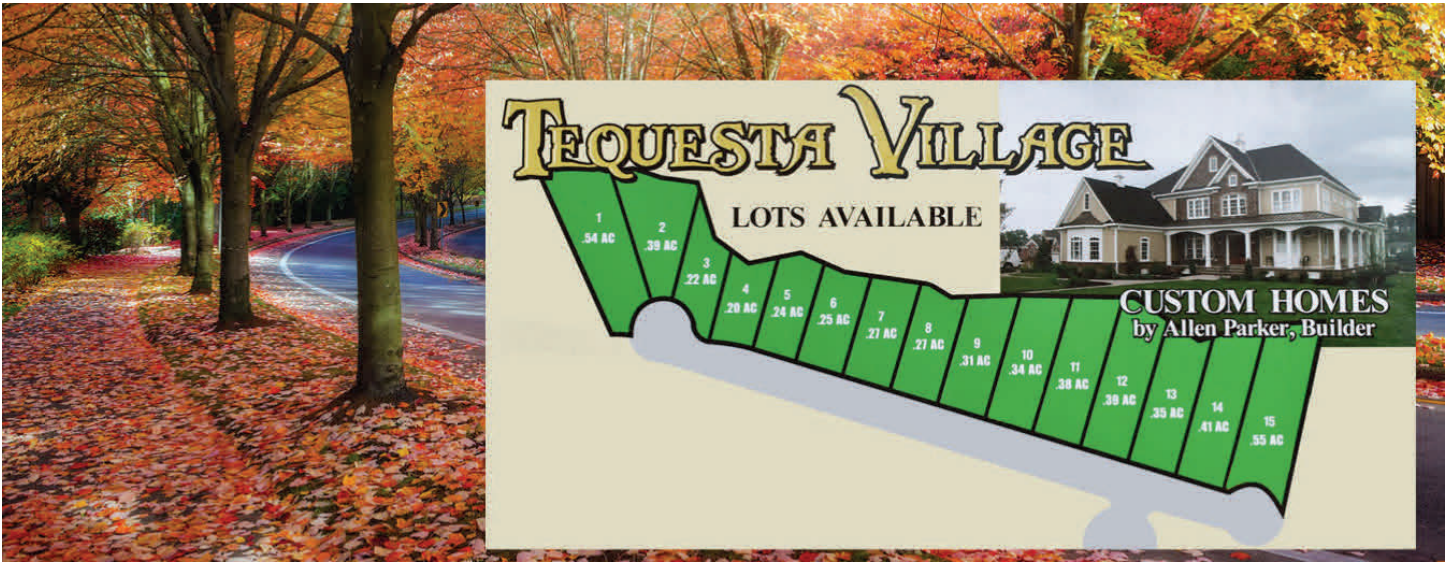 TEQUESTA VILLAGE
LOTS AVAILABLE
1
.54 AC
2
.39 AC
3
.22 AC
4
.20 AC
5
.24 AC
6
.25 AC
7
.27 AC
8
.27 AC
9
.31 AC
10
.34 AC
11
.38 AC
12
.39 AC
13
.35 AC
14
.41 AC
15
.55 AC
CUSTOM HOMES
by Allen Parker, Builder